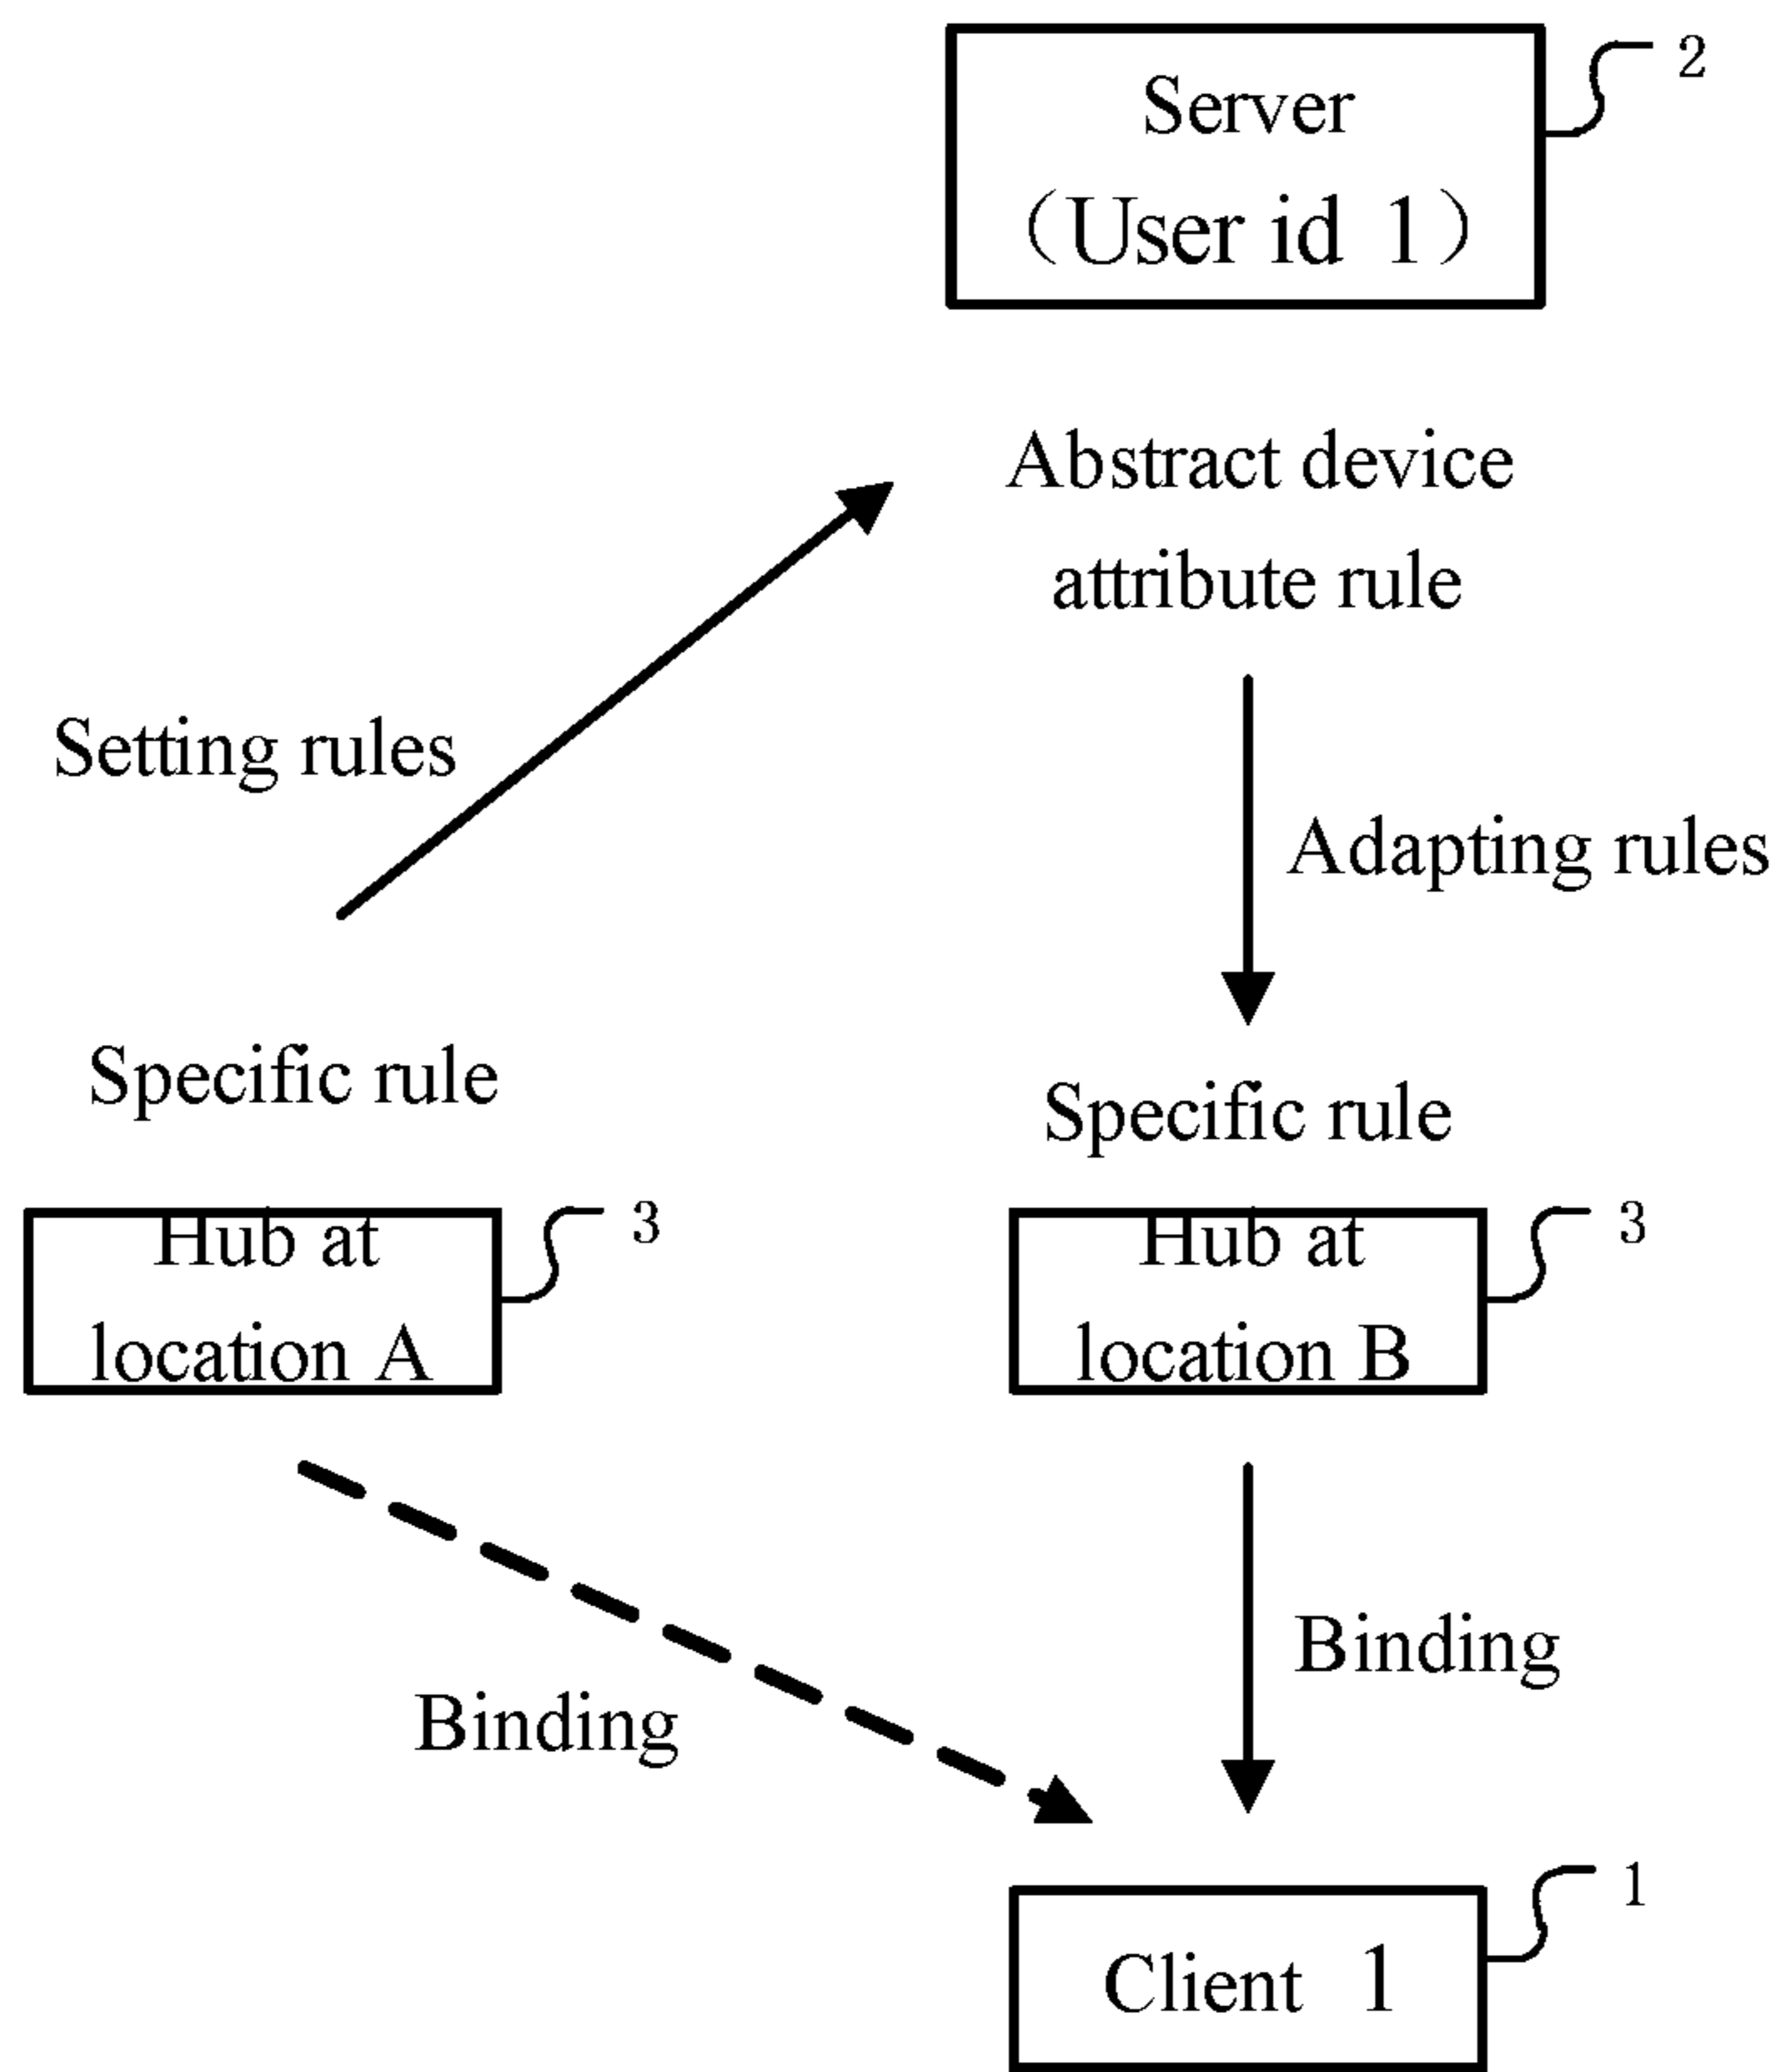 Server
2
（User id 1）
Abstract device
attribute rule
Setting rules
Adapting rules
Specific rule
Specific rule
Hub at
location A
3
Hub at
location B
3
Binding
Binding
Client 1
1